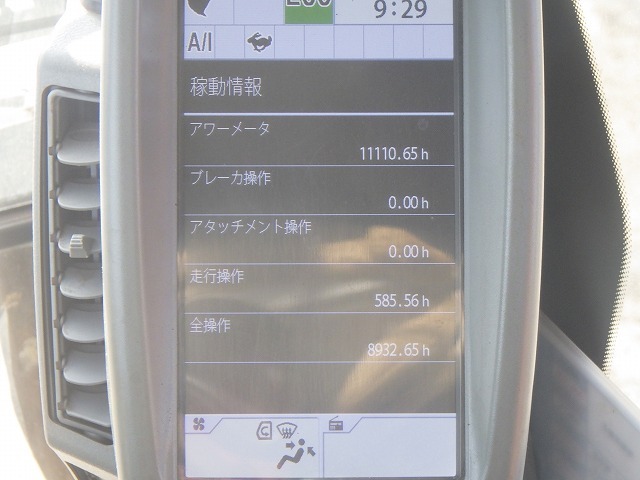 9:29
A/I
稼動情報
アワーメータ
11110.65 h
ブレーカ操作
0.00 h
アタッチメント操作
0.00 h
走行操作
585.56 h
全操作
8932.65 h